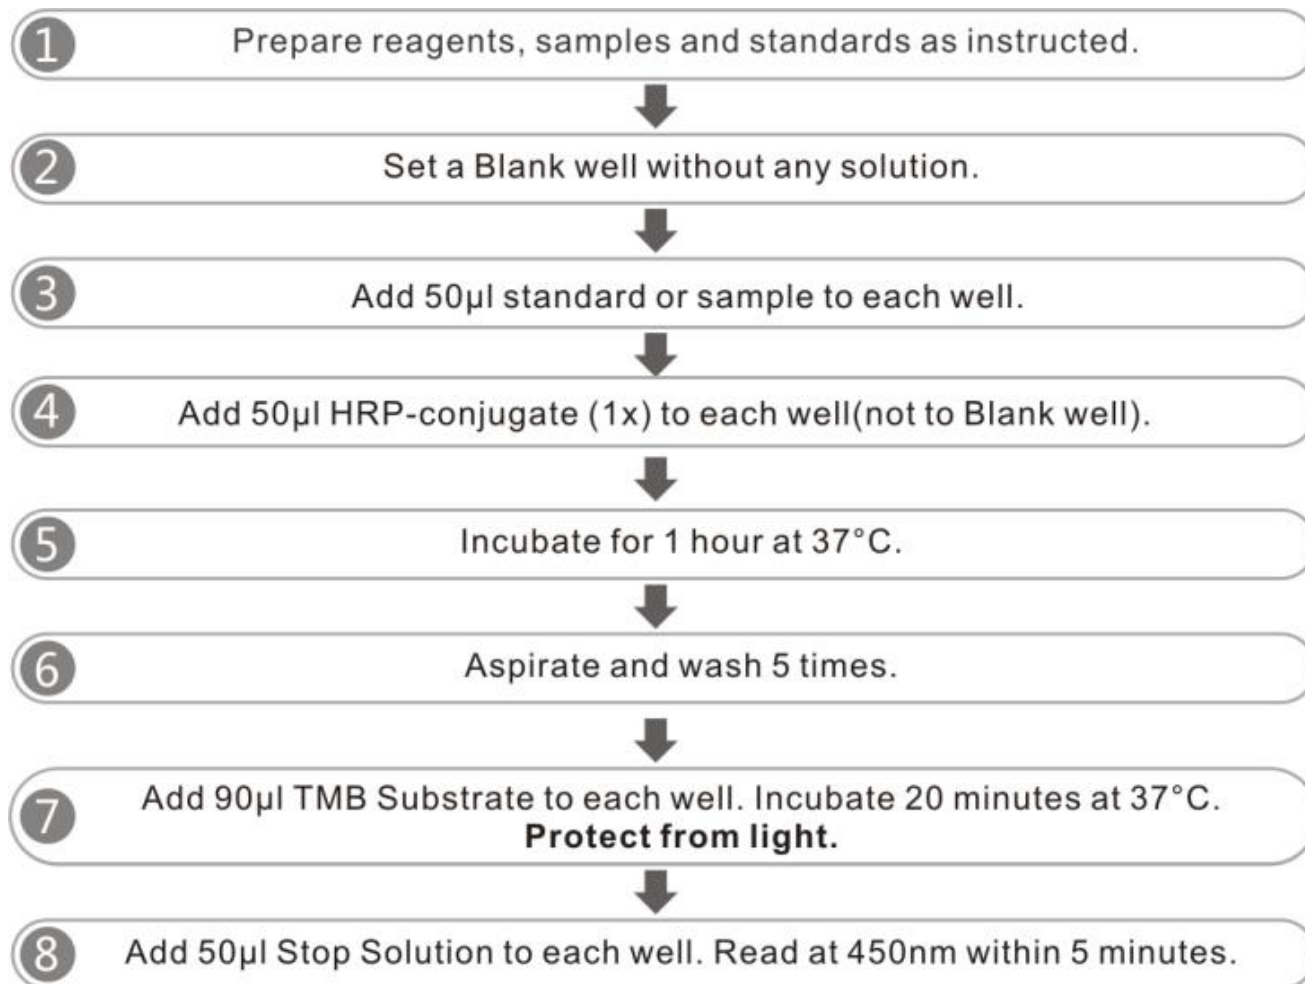 1 Prepare reagents, samples and standards as instructed.
2 Set a Blank well without any solution.
3 Add 50µl standard or sample to each well.
4 Add 50µl HRP-conjugate (1x) to each well(not to Blank well).
5 Incubate for 1 hour at 37°C.
6 Aspirate and wash 5 times.
7 Add 90µl TMB Substrate to each well. Incubate 20 minutes at 37°C.
Protect from light.
8 Add 50µl Stop Solution to each well. Read at 450nm within 5 minutes.